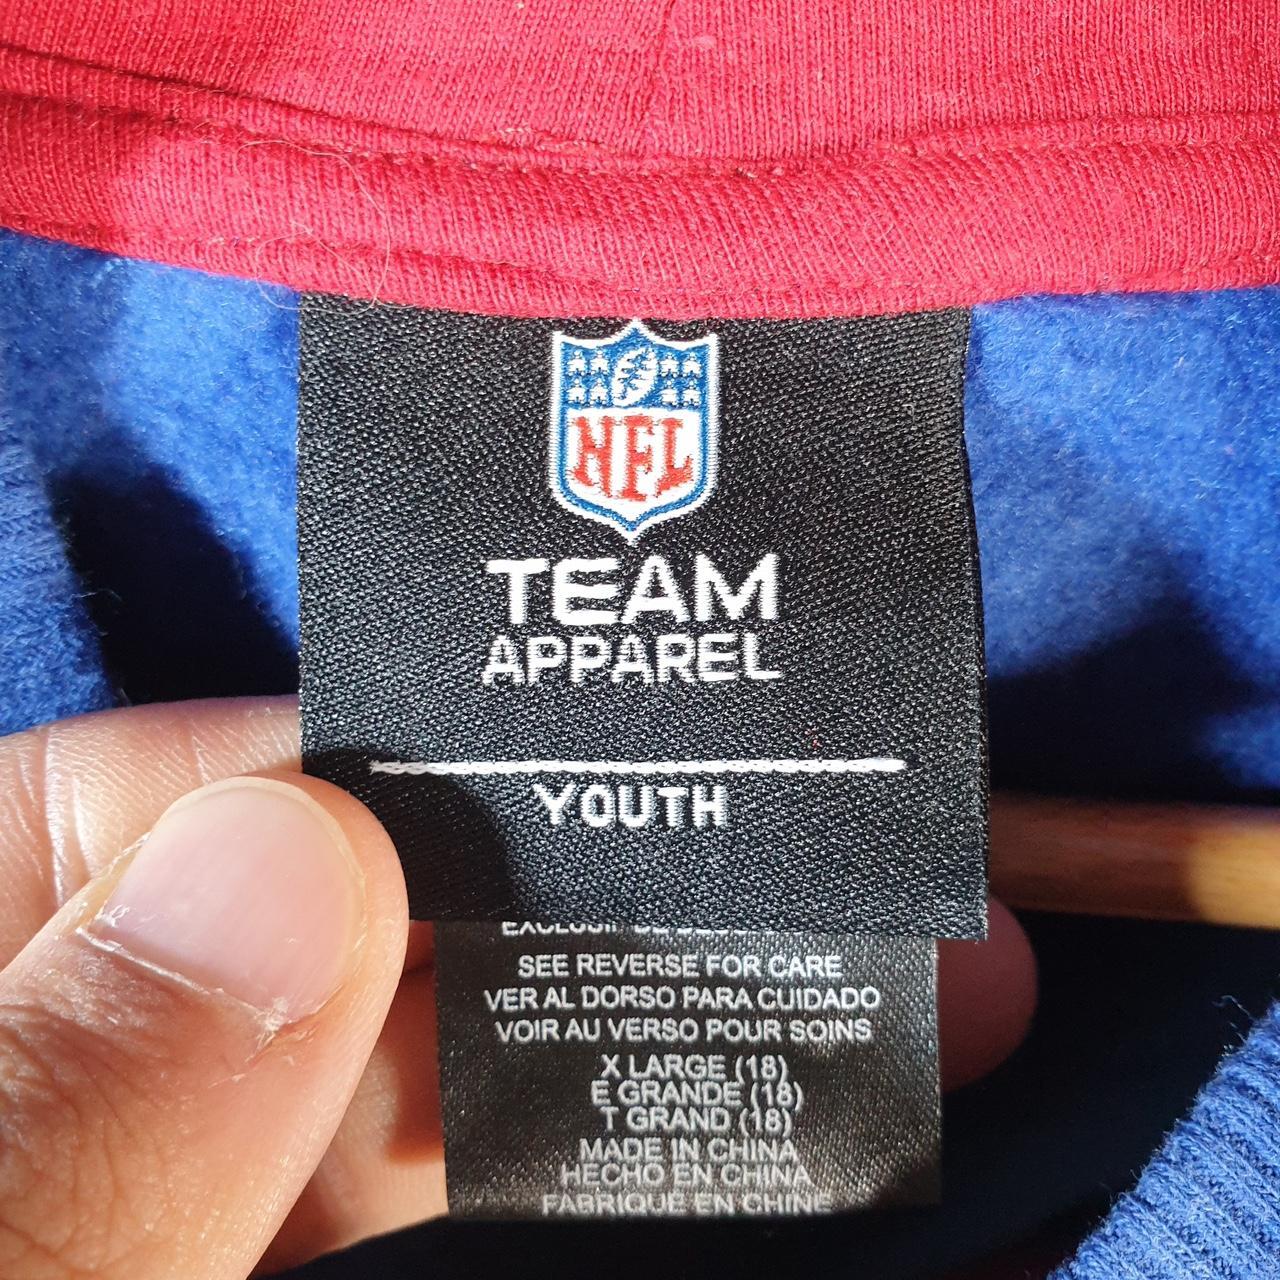 NFL
TEAM
APPAREL
YOUTH
SEE REVERSE FOR CARE
VER AL DORSO PARA CUIDADO
VOIR AU VERSO POUR SOINS
X LARGE (18)
E GRANDE (18)
T GRAND (18)
MADE IN CHINA
HECHO EN CHINA
FABRIQUE EN CHINE